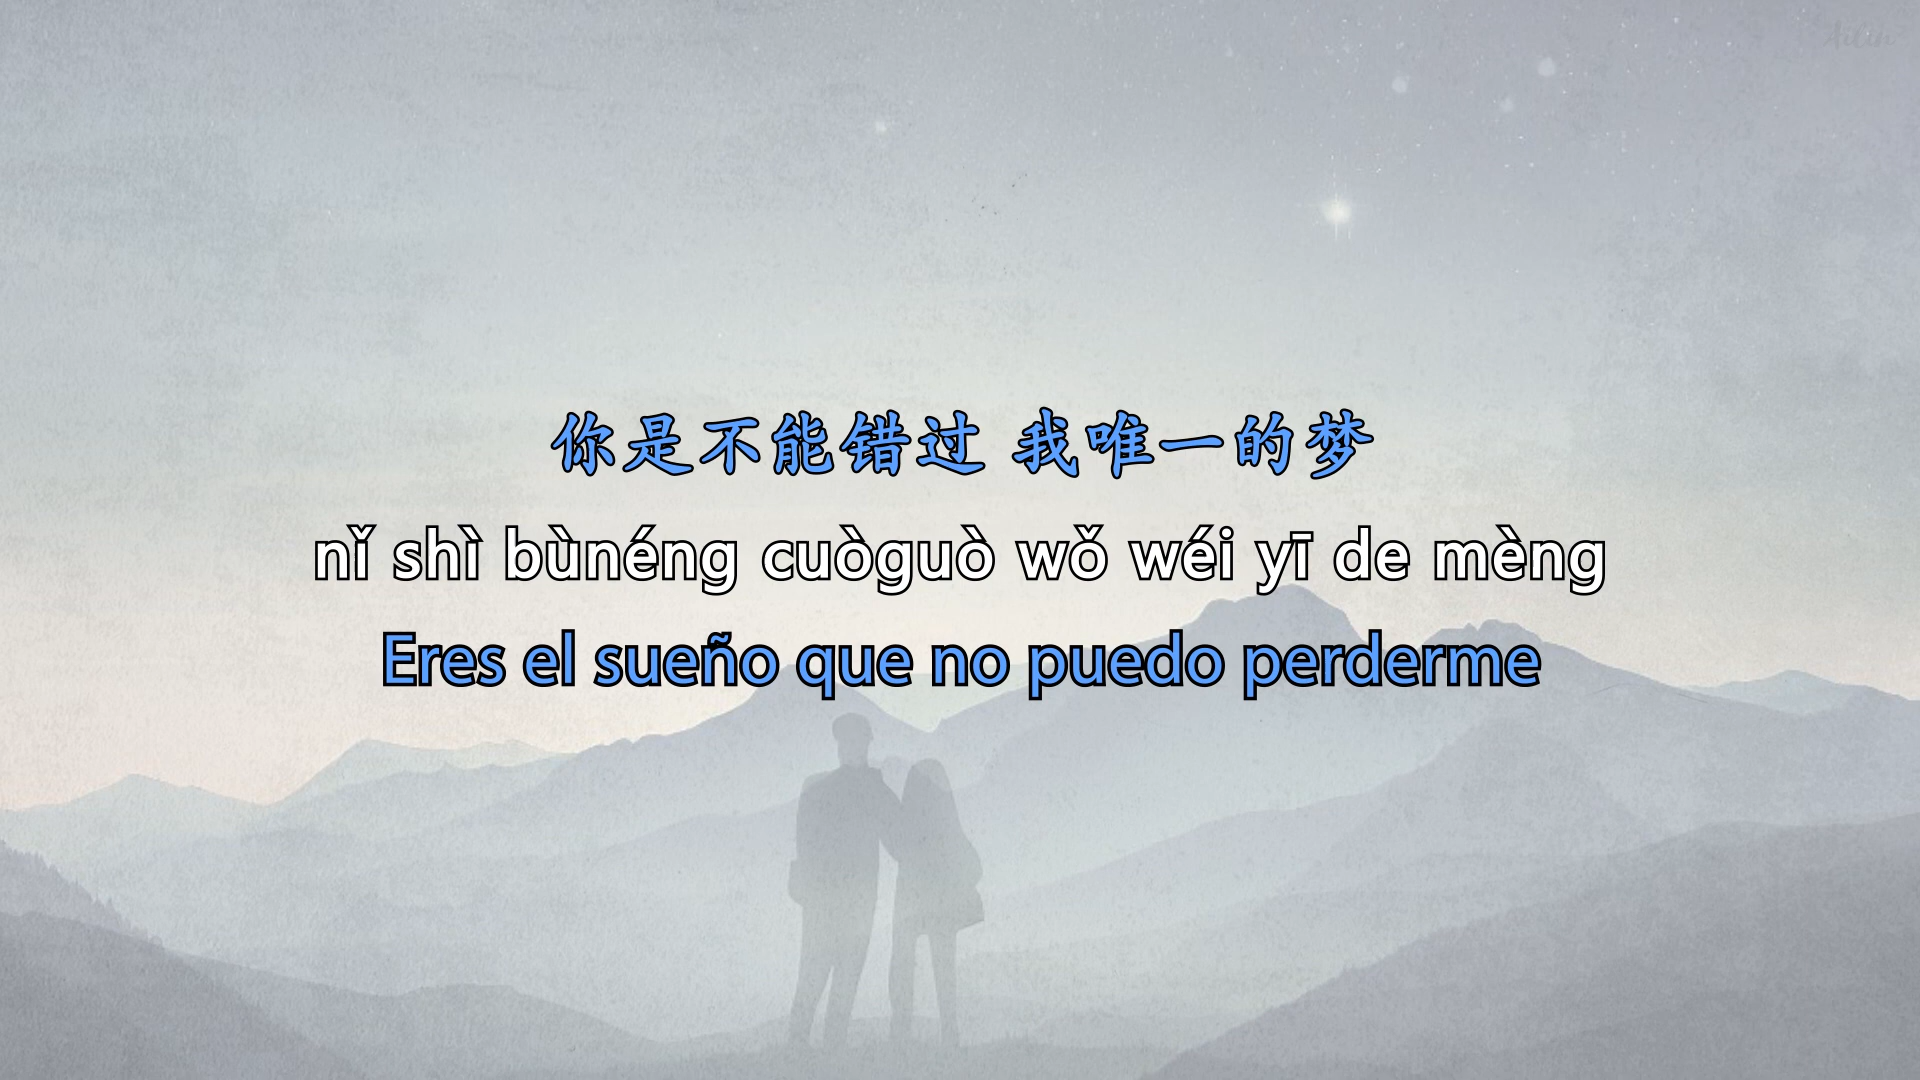 Ailin
你是不能错过 我唯一的梦
nǐ shì bùnéng cuòguò wǒ wéi yī de mèng
Eres el sueño que no puedo perderme